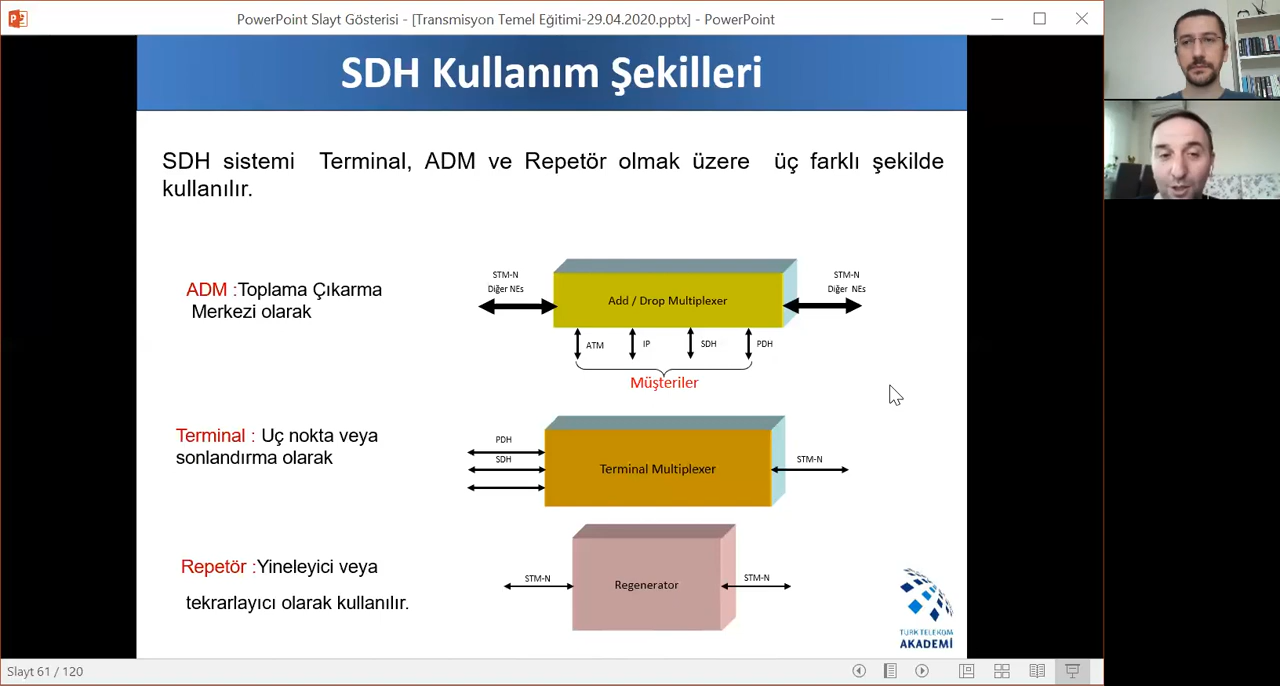 PowerPoint Slayt Gösterisi - [Transmisyon Temel Eğitimi-29.04.2020.pptx] - PowerPoint
SDH Kullanım Şekilleri
SDH sistemi Terminal, ADM ve Repetör olmak üzere üç farklı şekilde
kullanılır.
ADM :Toplama Çıkarma
Merkezi olarak
STM-N
Diğer NEs
Add / Drop Multiplexer
STM-N
Diğer NEs
ATM
IP
SDH
PDH
Müşteriler
Terminal : Uç nokta veya
sonlandırma olarak
PDH
SDH
Terminal Multiplexer
STM-N
Repetör :Yineleyici veya
tekrarlayıcı olarak kullanılır.
STM-N
Regenerator
STM-N
TÜRK TELEKOM
AKADEMİ
Slayt 61 / 120